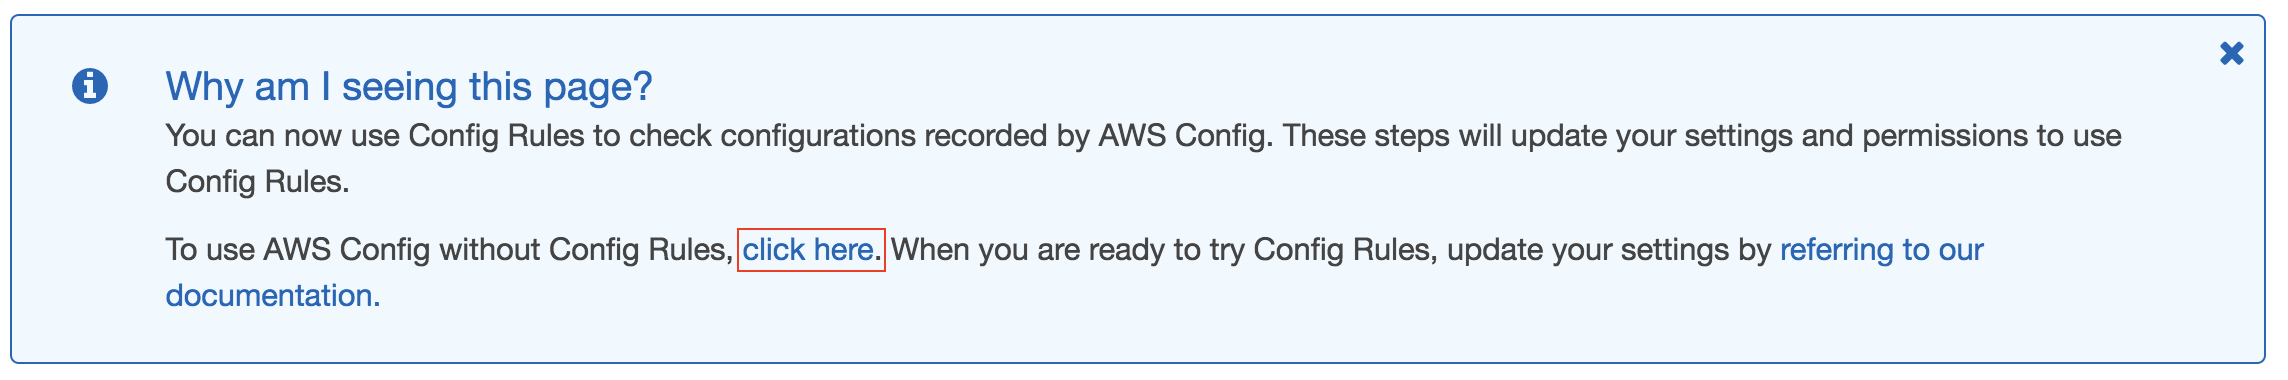 Why am I seeing this page?
You can now use Config Rules to check configurations recorded by AWS Config. These steps will update your settings and permissions to use
Config Rules.
To use AWS Config without Config Rules, click here. When you are ready to try Config Rules, update your settings by referring to our
documentation.